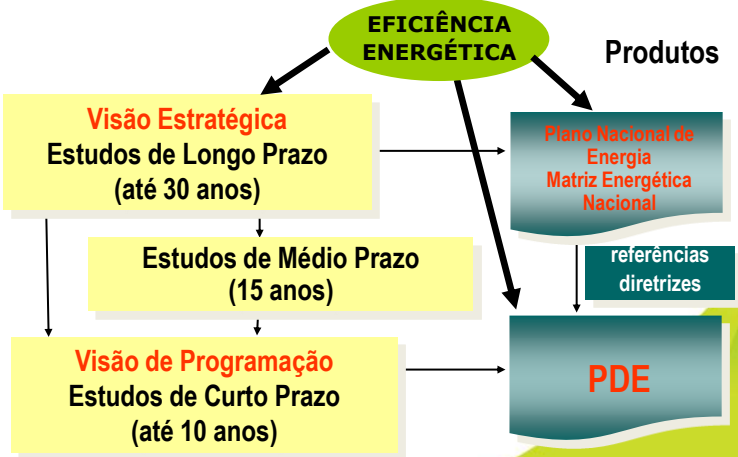 EFICIÊNCIA
ENERGÉTICA
Produtos
Visão Estratégica
Estudos de Longo Prazo
(até 30 anos)
Plano Nacional de
Energia
Matriz Energética
Nacional
Estudos de Médio Prazo
(15 anos)
referências
diretrizes
Visão de Programação
Estudos de Curto Prazo
(até 10 anos)
PDE